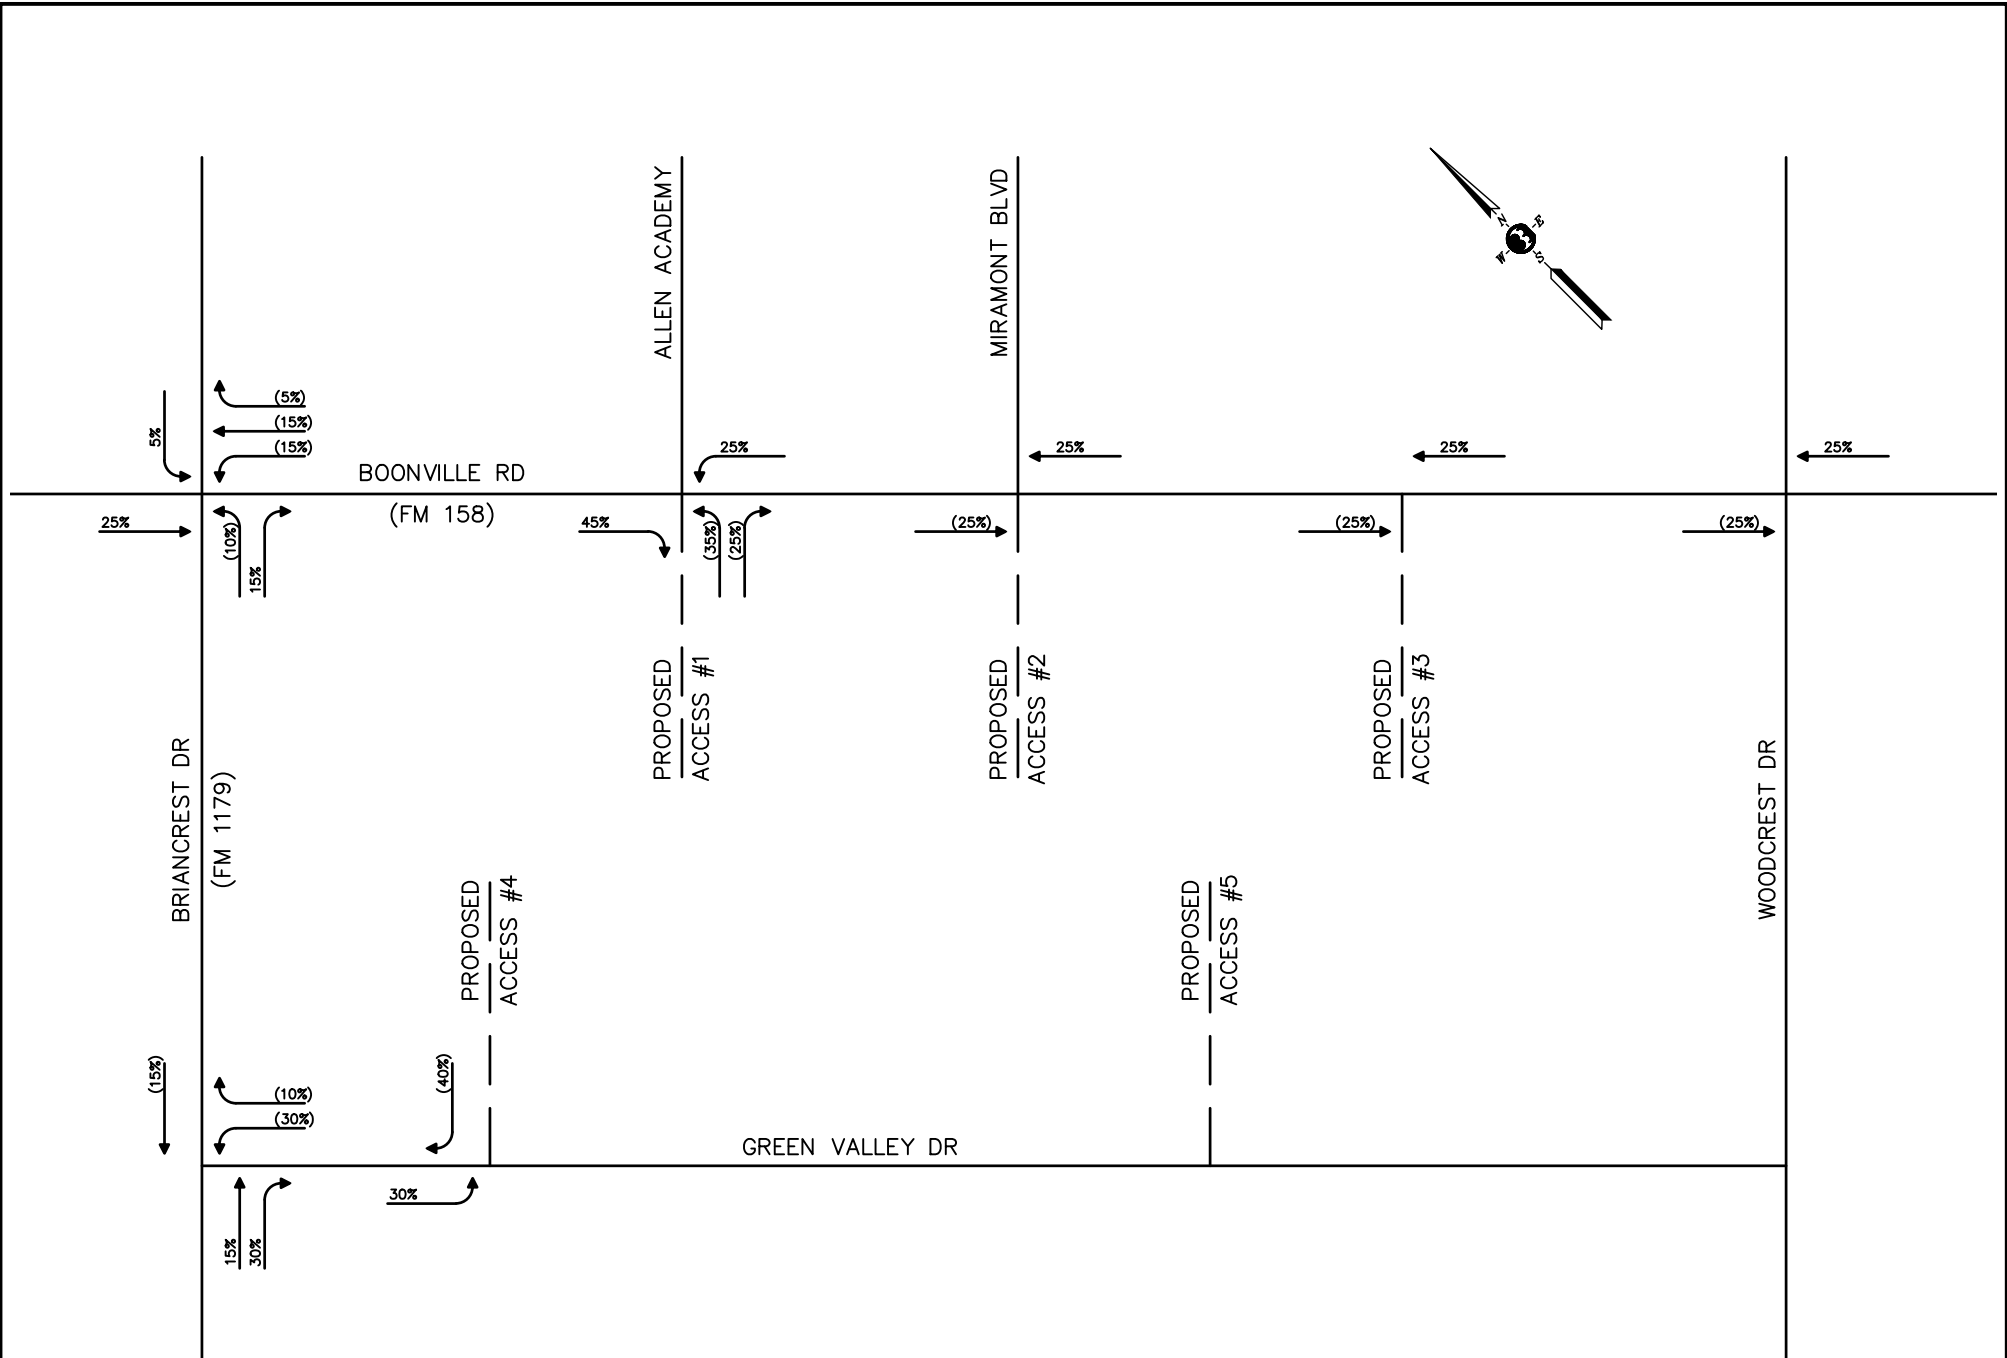 ALLEN ACADEMY
MIRAMONT BLVD
N
E
W
S
5%
(5%)
(15%)
(15%)
BOONVILLE RD
(FM 158)
25%
25%
25%
25%
25%
(10%)
15%
45%
(35%)
(25%)
(25%)
(25%)
(25%)
PROPOSED
ACCESS #1
PROPOSED
ACCESS #2
PROPOSED
ACCESS #3
BRIANCREST DR
(FM 1179)
WOODCREST DR
PROPOSED
ACCESS #4
PROPOSED
ACCESS #5
(15%)
(10%)
(30%)
(40%)
GREEN VALLEY DR
15%
30%
30%